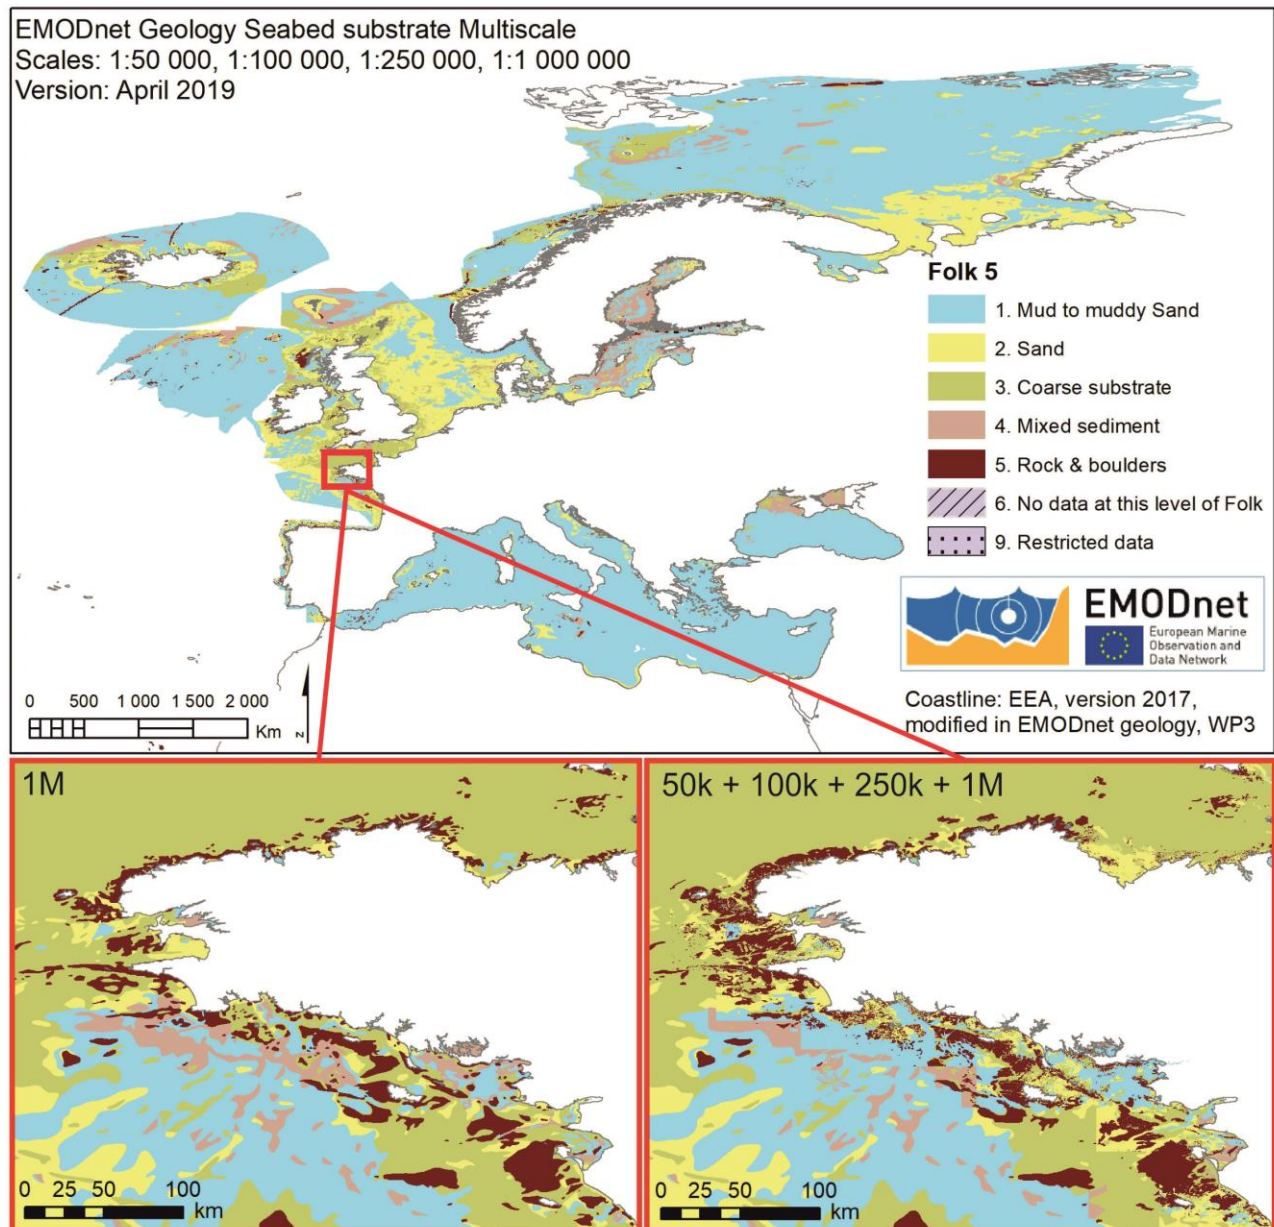 EMODnet Geology Seabed substrate Multiscale
Scales: 1:50 000, 1:100 000, 1:250 000, 1:1 000 000
Version: April 2019
Folk 5
1. Mud to muddy Sand
2. Sand
3. Coarse substrate
4. Mixed sediment
5. Rock & boulders
6. No data at this level of Folk
9. Restricted data
EMODnet
European Marine
Observation and
Data Network
Coastline: EEA, version 2017,
modified in EMODnet geology, WP3
0 500 1 000 1 500 2 000
Km
N
1M
0 25 50 100
km
50k + 100k + 250k + 1M
0 25 50 100
km